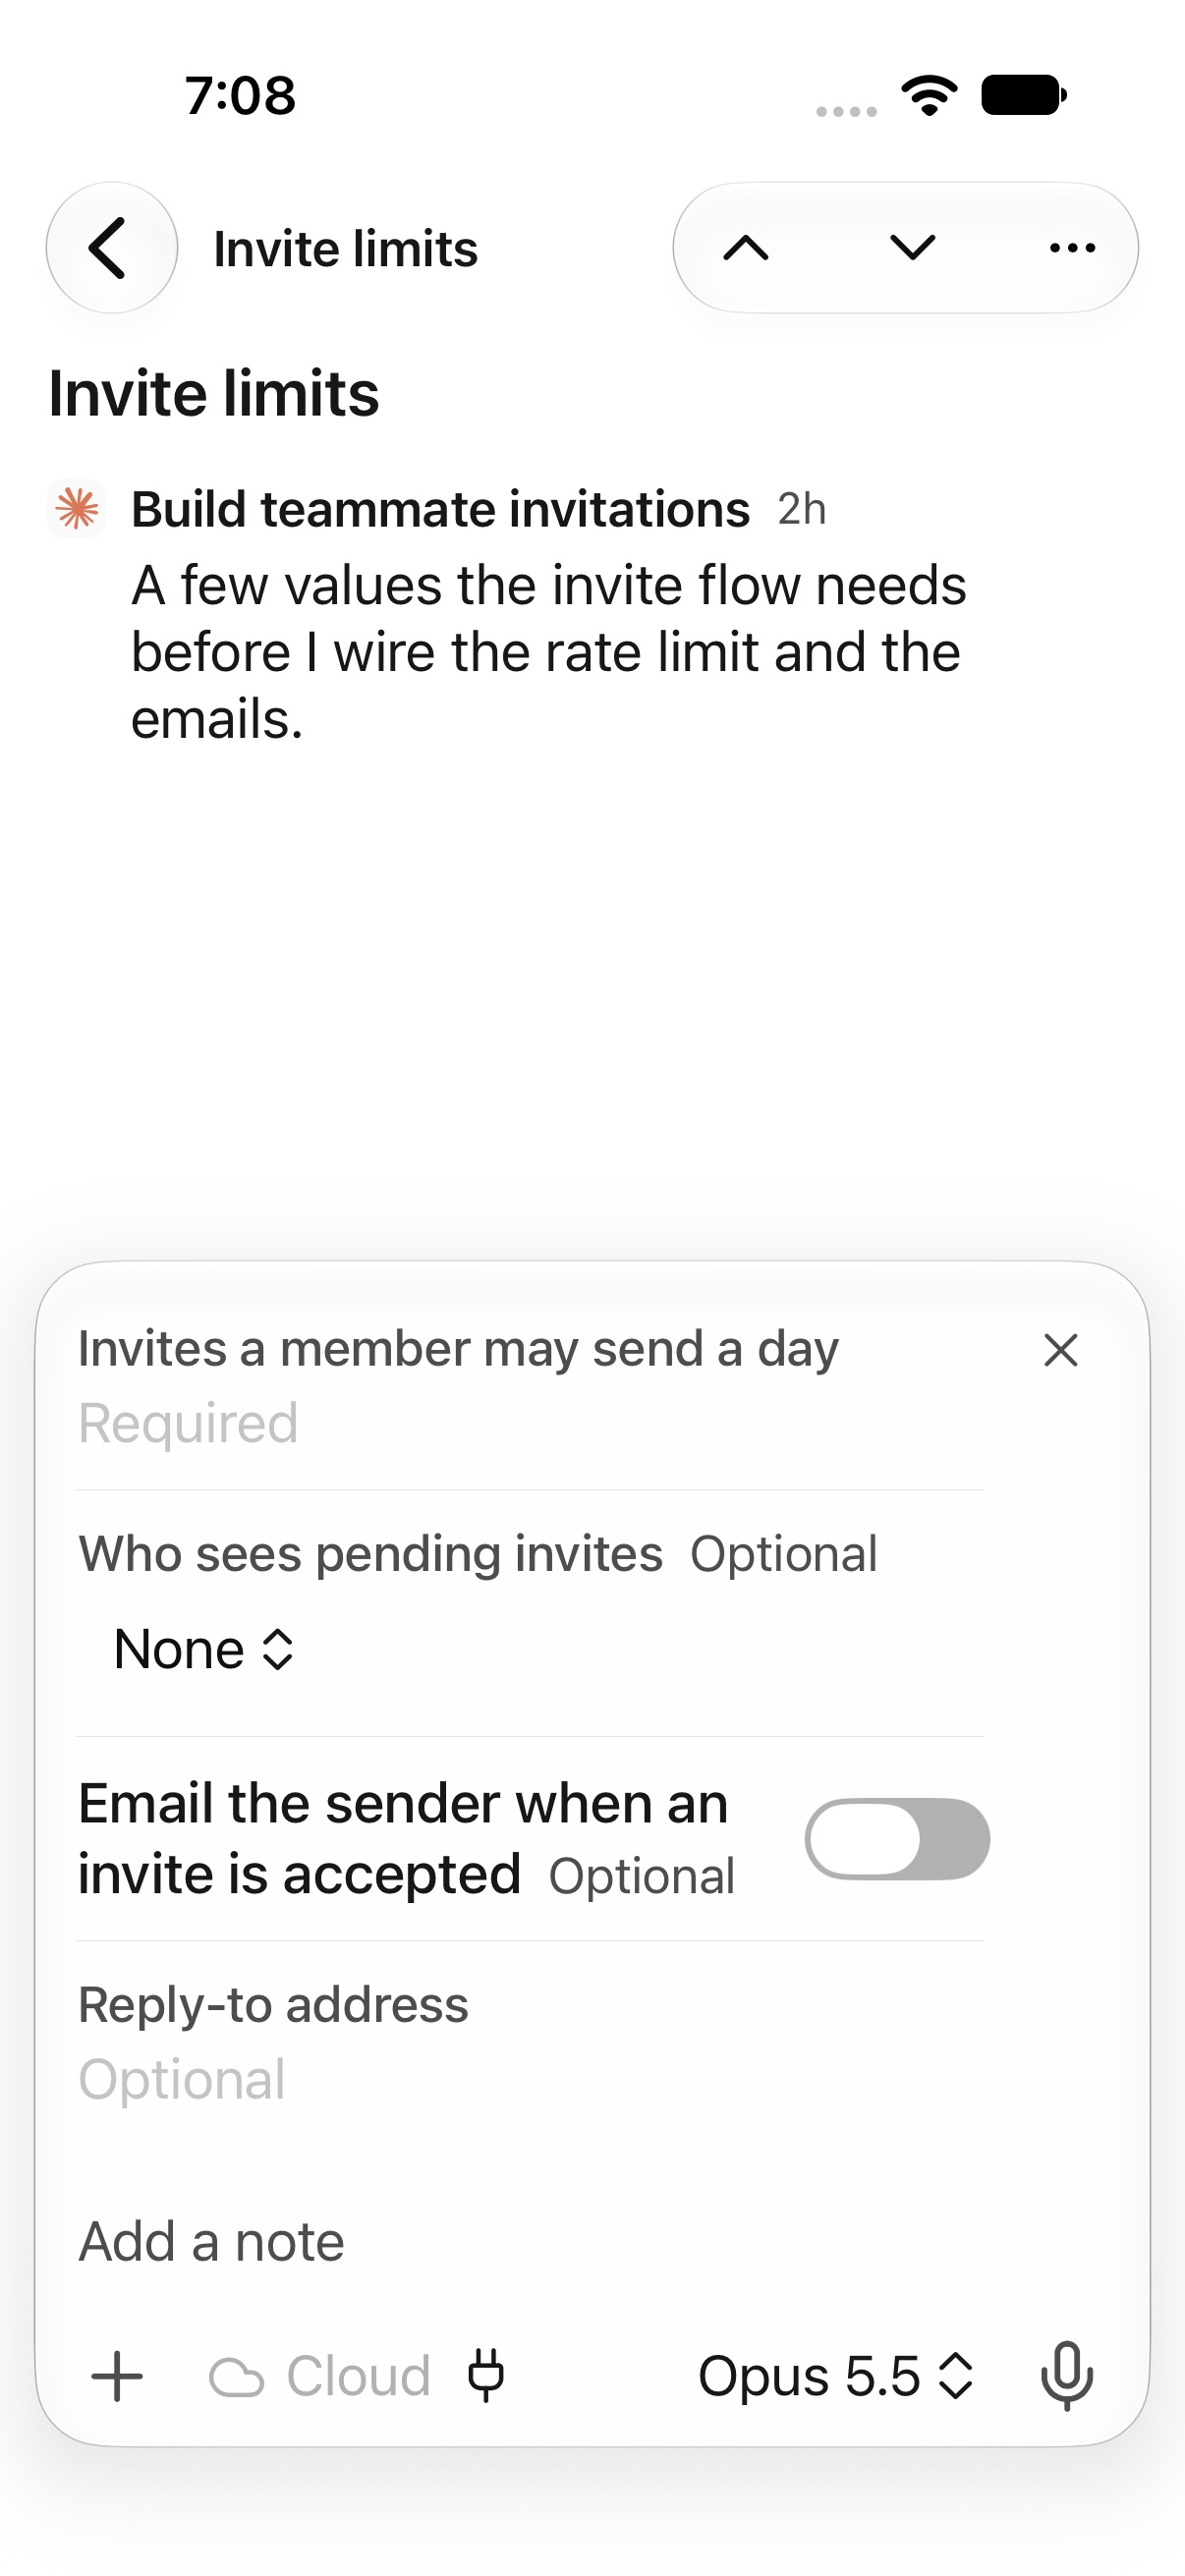 7:08
Invite limits
Invite limits
Build teammate invitations 2h
A few values the invite flow needs
before I wire the rate limit and the
emails.
Invites a member may send a day
Required
Who sees pending invites Optional
None
Email the sender when an
invite is accepted Optional
Reply-to address
Optional
Add a note
Cloud Opus 5.5